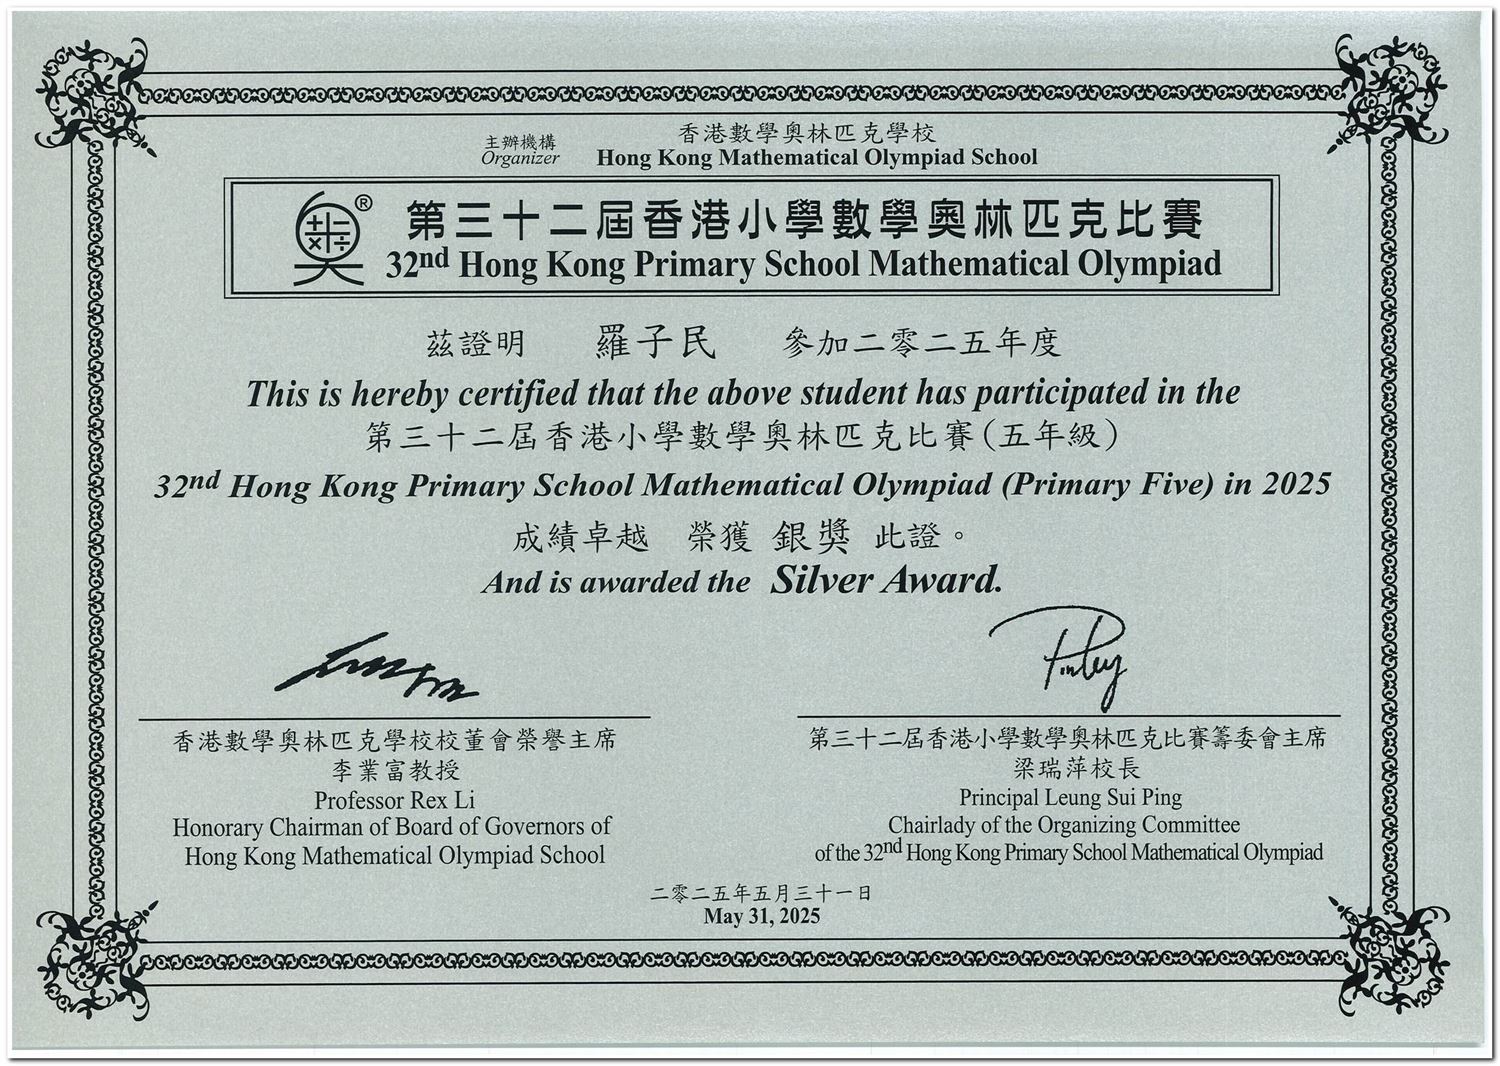 主辦機構
Organizer
香港數學奧林匹克學校
Hong Kong Mathematical Olympiad School
®
第三十二屆香港小學數學奧林匹克比賽
32nd Hong Kong Primary School Mathematical Olympiad
茲證明 羅子民 參加二零二五年度
This is hereby certified that the above student has participated in the
第三十二屆香港小學數學奧林匹克比賽(五年級)
32nd Hong Kong Primary School Mathematical Olympiad (Primary Five) in 2025
成績卓越 榮獲 銀獎 此證。
And is awarded the Silver Award.
香港數學奧林匹克學校校董會榮譽主席
李業富教授
Professor Rex Li
Honorary Chairman of Board of Governors of
Hong Kong Mathematical Olympiad School
第三十二屆香港小學數學奧林匹克比賽籌委會主席
梁瑞萍校長
Principal Leung Sui Ping
Chairlady of the Organizing Committee
of the 32nd Hong Kong Primary School Mathematical Olympiad
二零二五年五月三十一日
May 31, 2025